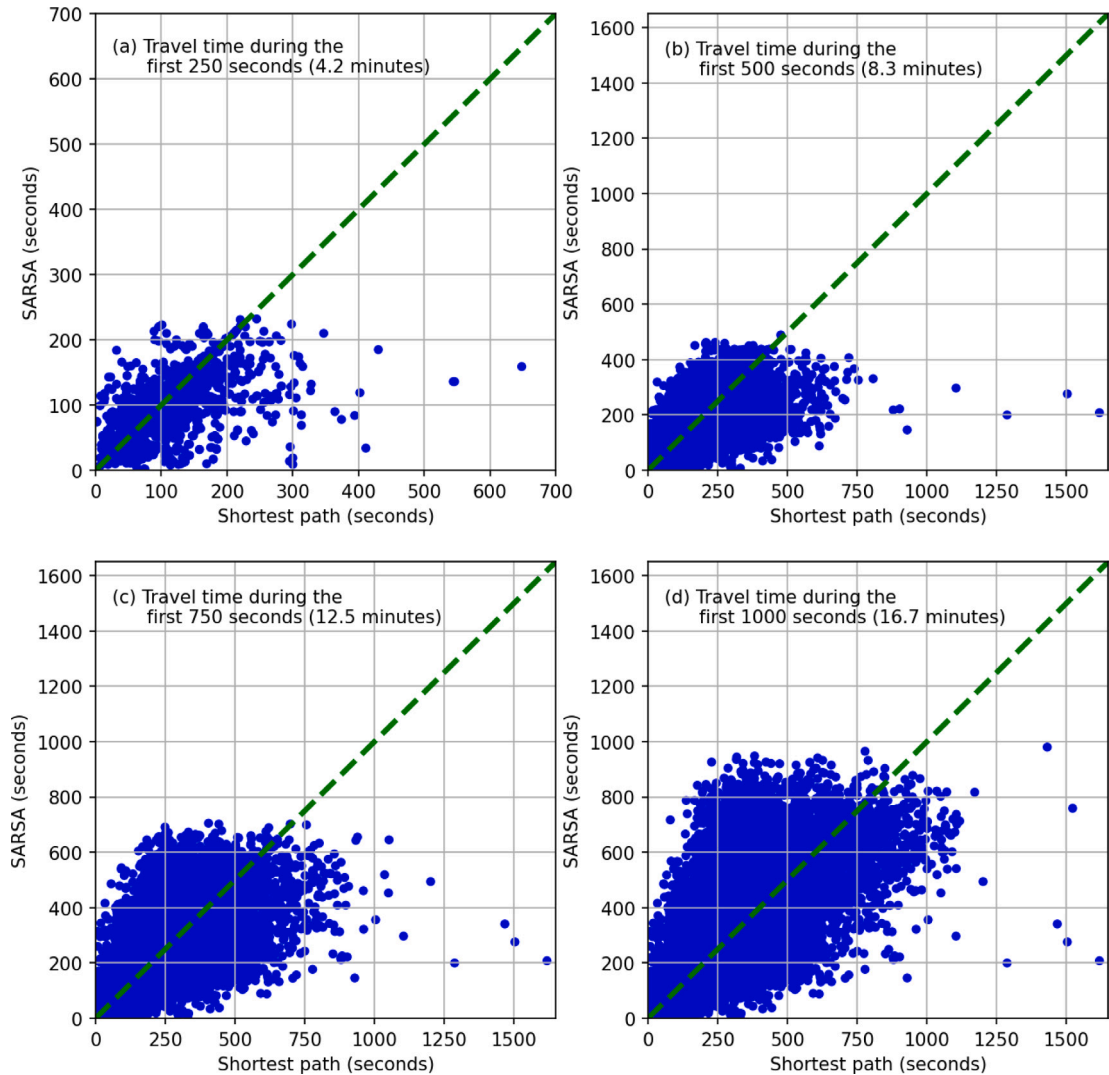 (a) Travel time during the
first 250 seconds (4.2 minutes)
700
600
500
400
300
200
100
0
SARSA (seconds)
0 100 200 300 400 500 600 700
Shortest path (seconds)
(b) Travel time during the
first 500 seconds (8.3 minutes)
1600
1400
1200
1000
800
600
400
200
0
SARSA (seconds)
0 250 500 750 1000 1250 1500
Shortest path (seconds)
(c) Travel time during the
first 750 seconds (12.5 minutes)
1600
1400
1200
1000
800
600
400
200
0
SARSA (seconds)
0 250 500 750 1000 1250 1500
Shortest path (seconds)
(d) Travel time during the
first 1000 seconds (16.7 minutes)
1600
1400
1200
1000
800
600
400
200
0
SARSA (seconds)
0 250 500 750 1000 1250 1500
Shortest path (seconds)